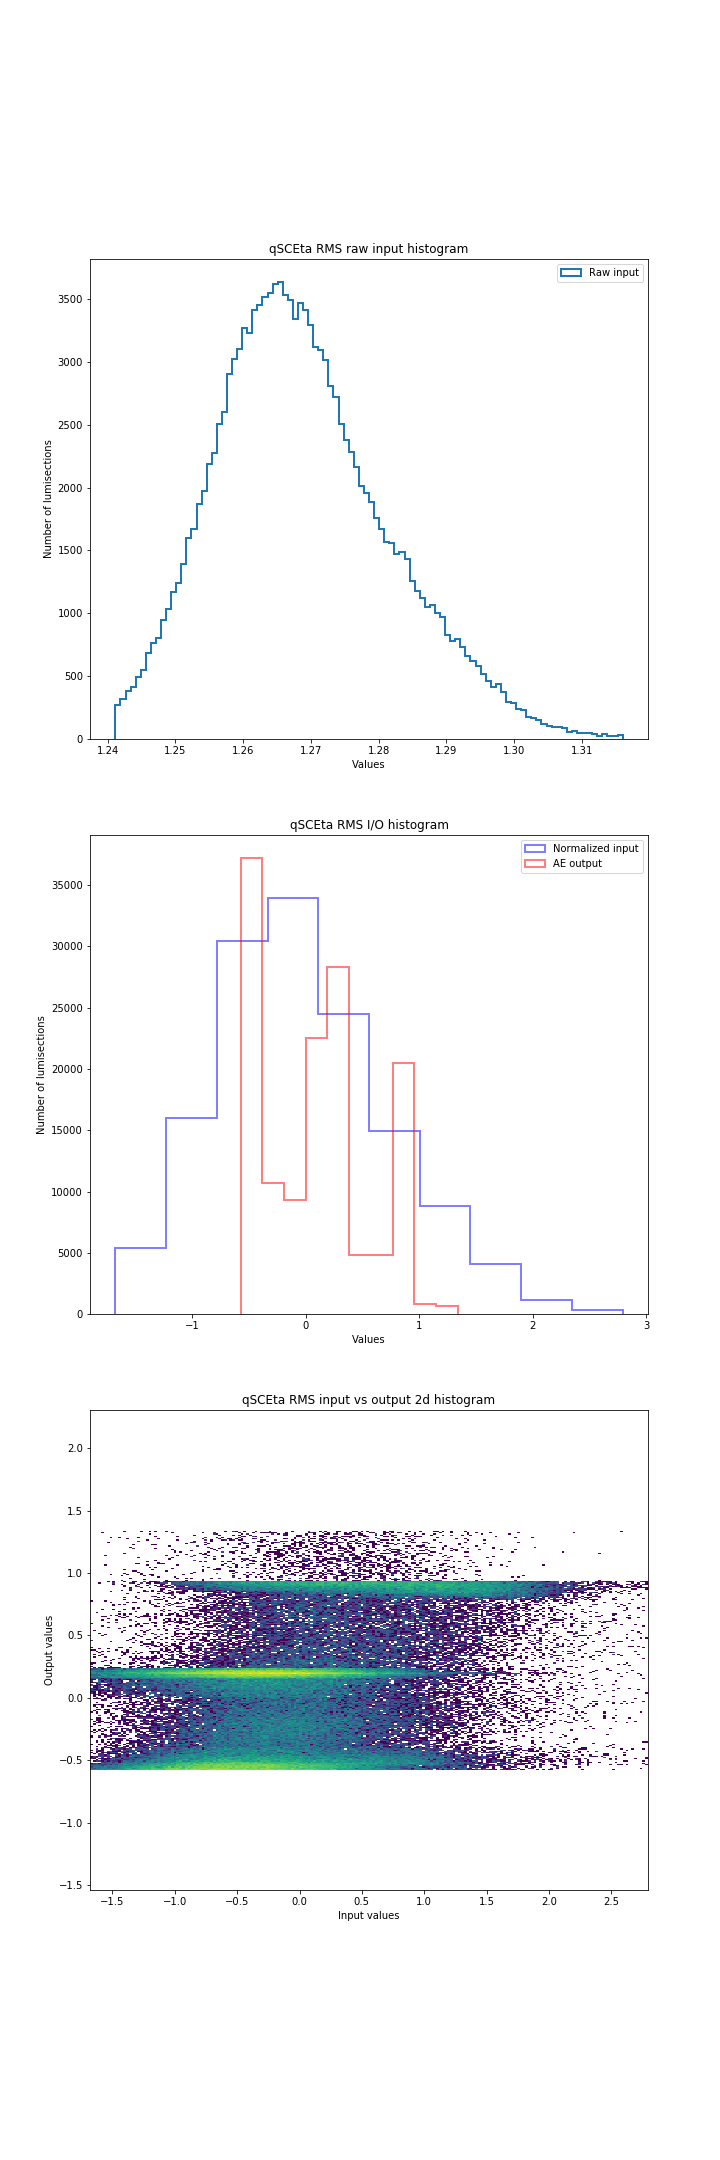 qSCEta RMS raw input histogram
Raw input
3500
3000
2500
2000
1500
1000
500
0
Number of lumisections
1.24 1.25 1.26 1.27 1.28 1.29 1.30 1.31
Values
qSCEta RMS I/O histogram
Normalized input
AE output
35000
30000
25000
20000
15000
10000
5000
0
Number of lumisections
−1 0 1 2 3
Values
qSCEta RMS input vs output 2d histogram
2.0
1.5
1.0
0.5
0.0
−0.5
−1.0
−1.5
Output values
−1.5 −1.0 −0.5 0.0 0.5 1.0 1.5 2.0 2.5
Input values